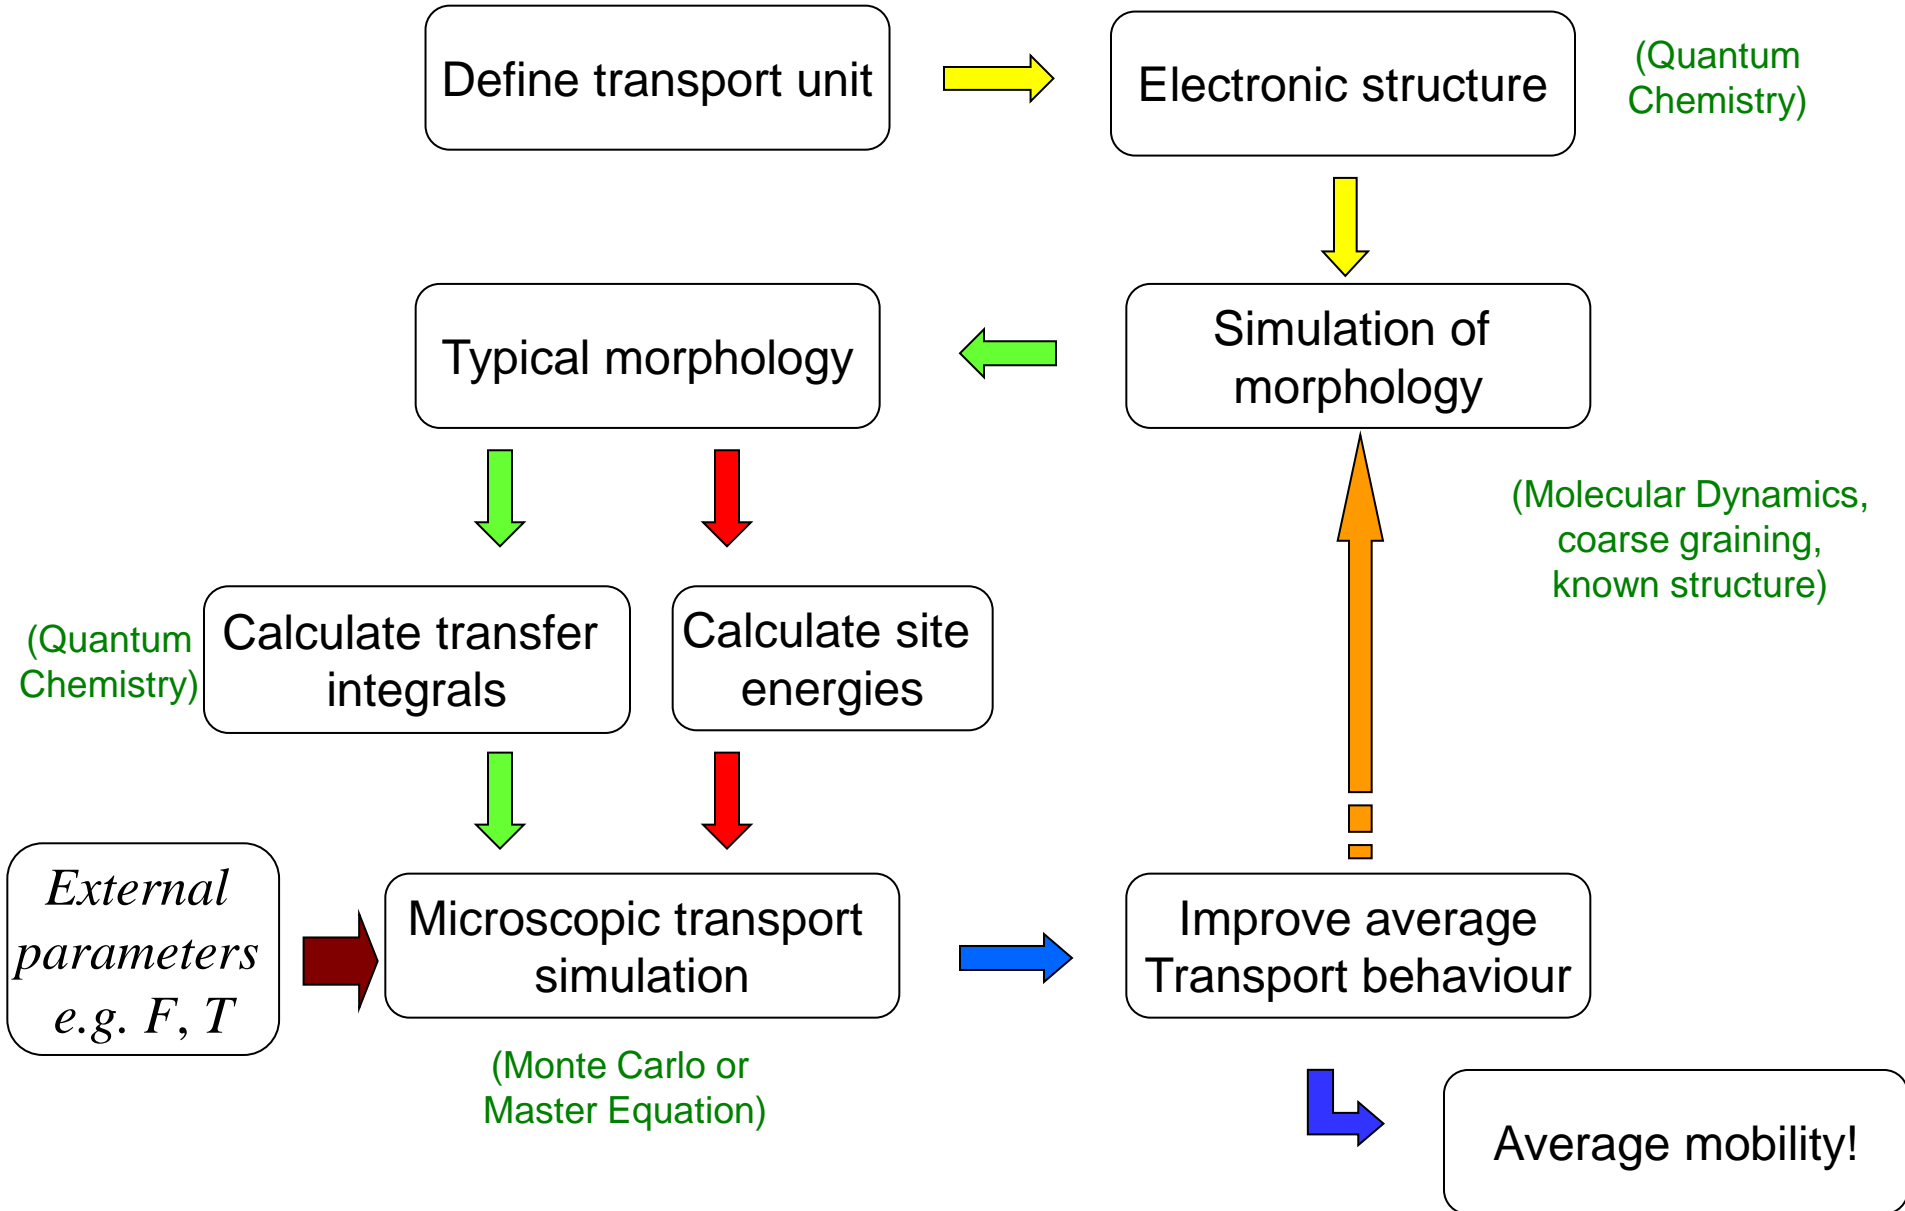 Define transport unit
Electronic structure
(Quantum
Chemistry)
Typical morphology
Simulation of
morphology
(Molecular Dynamics,
coarse graining,
known structure)
(Quantum
Chemistry)
Calculate transfer
integrals
Calculate site
energies
External
parameters
e.g. F, T
Microscopic transport
simulation
(Monte Carlo or
Master Equation)
Improve average
Transport behaviour
Average mobility!